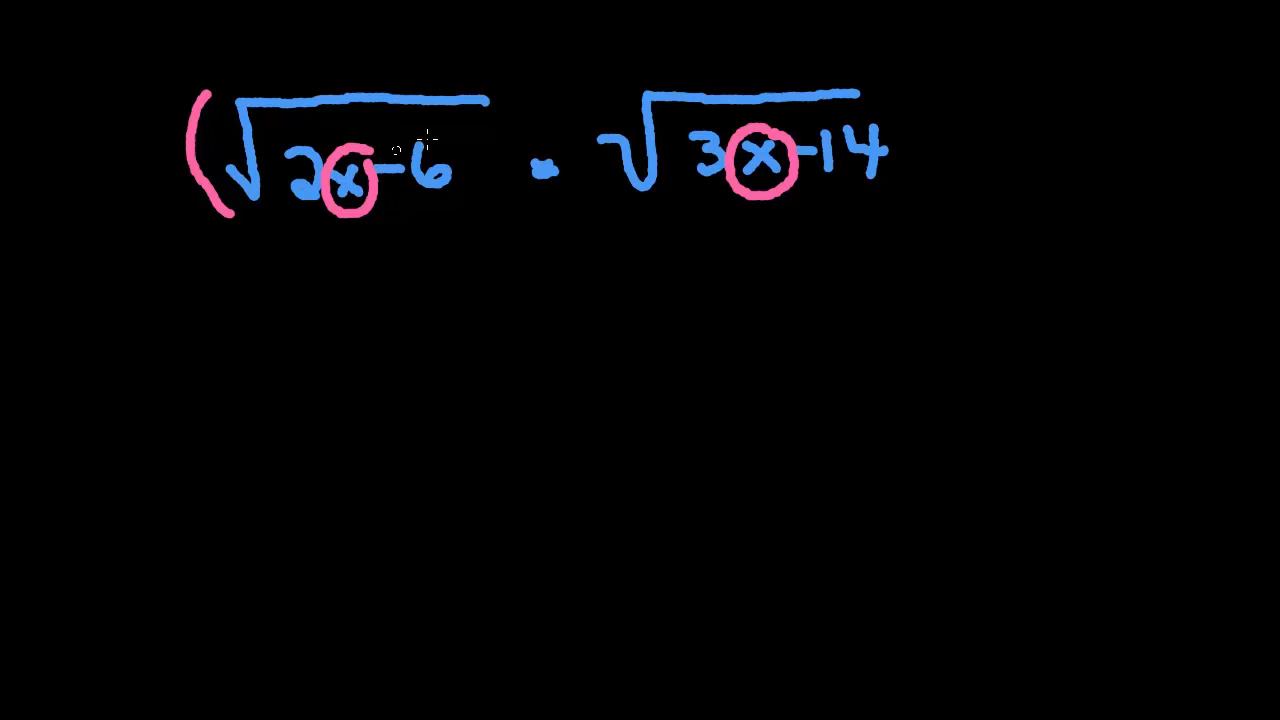 (√2x-6 = √3x-14